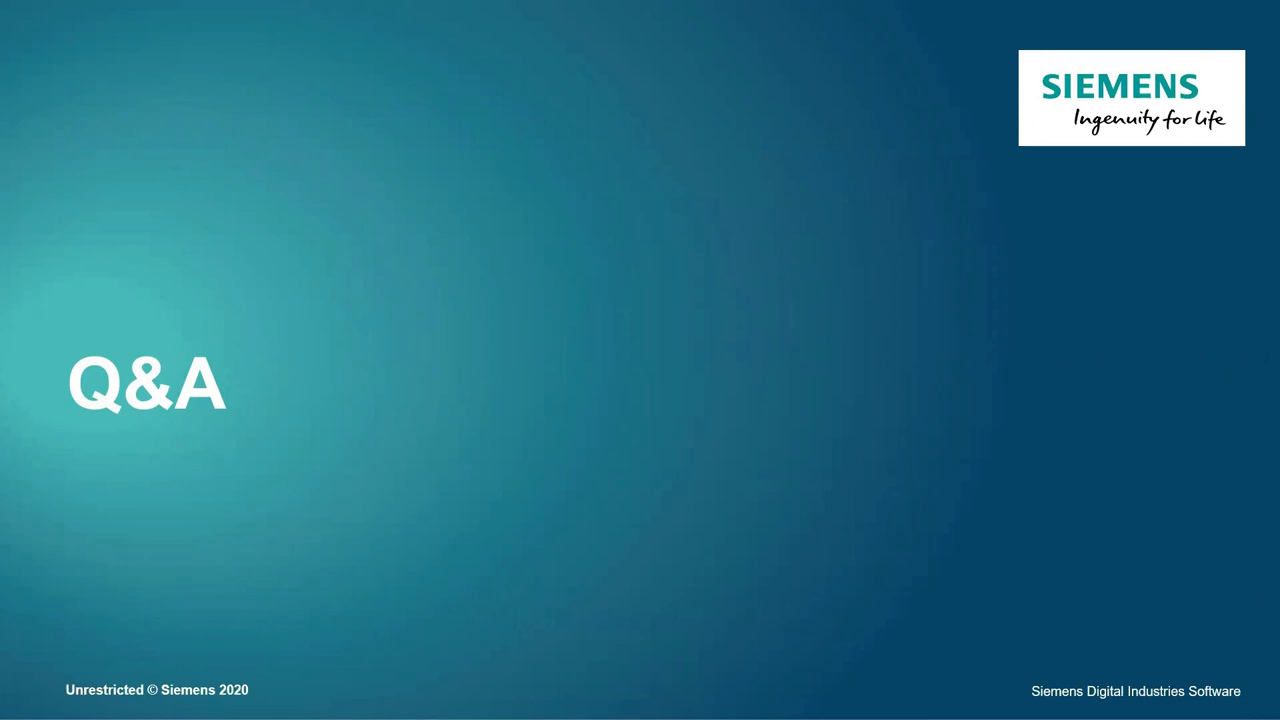 SIEMENS
Ingenuity for life
Q&A
Unrestricted © Siemens 2020
Siemens Digital Industries Software